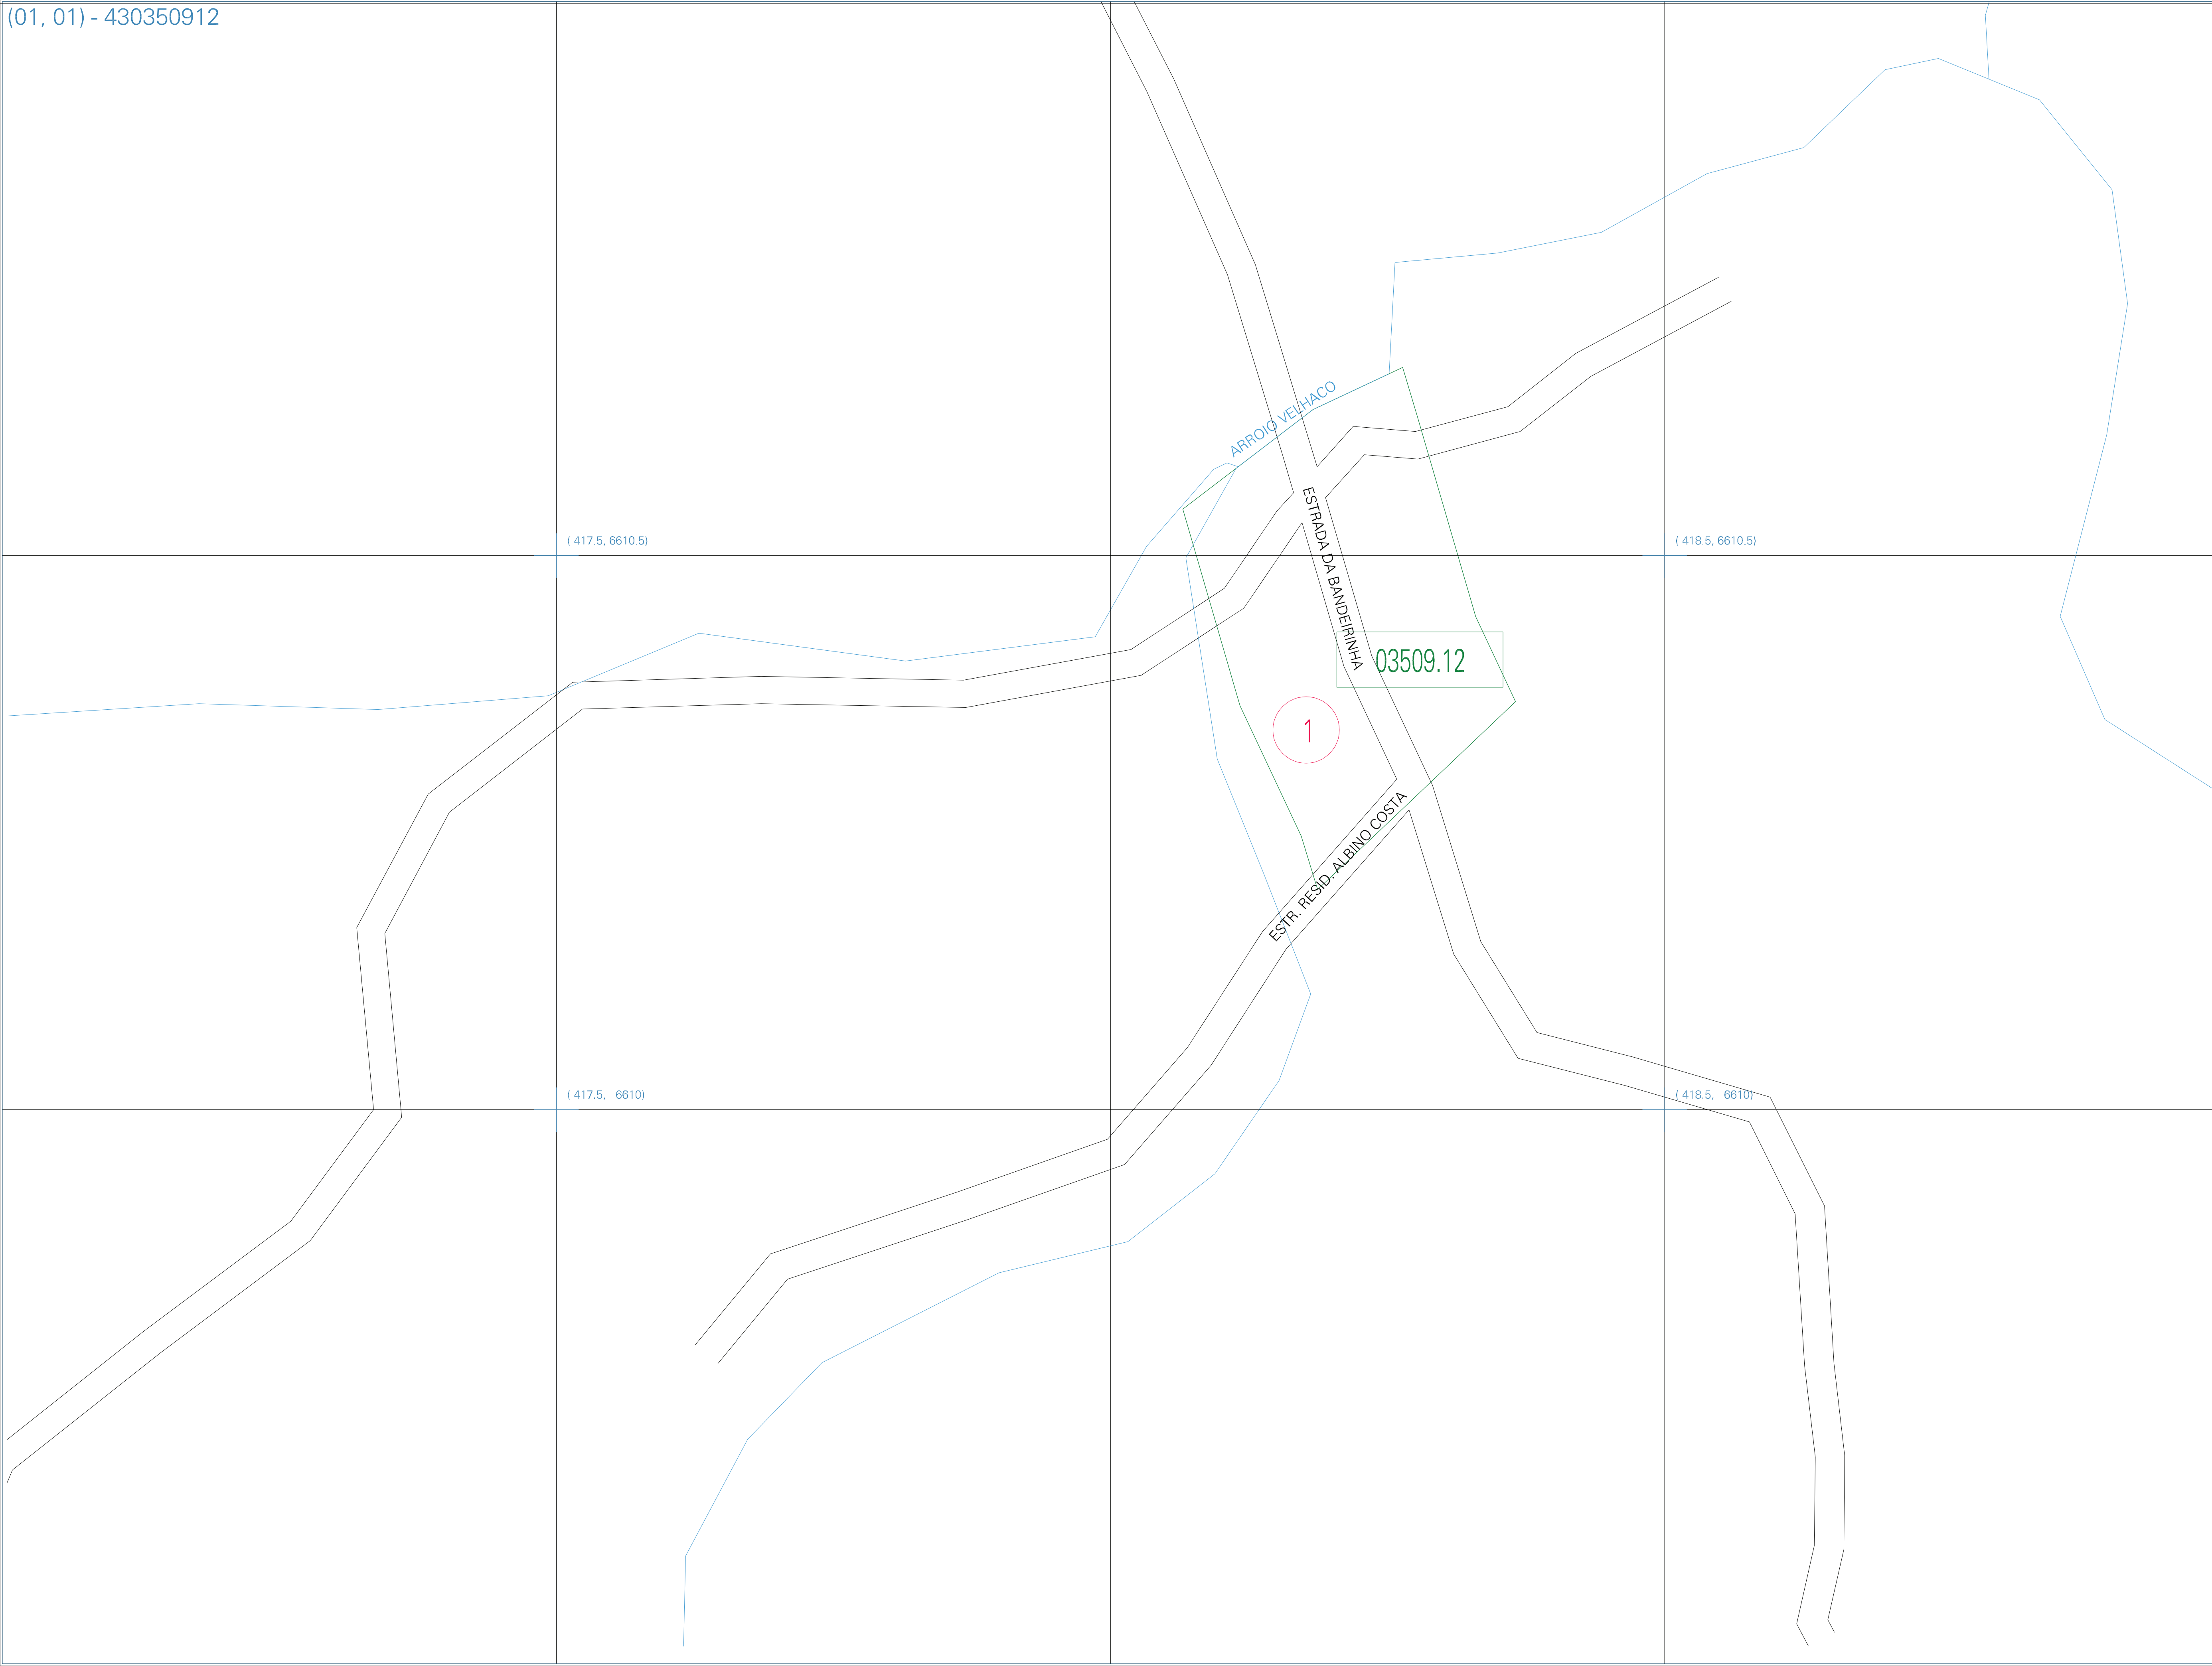 (01, 01) - 430350912
ARROIO VELHACO
ESTRADA DA BANDEIRINHA
( 417.5, 6610.5)
( 418.5, 6610.5)
03509.12
1
ESTR. RESID. ALBINO COSTA
( 417.5, 6610)
( 418.5, 6610)